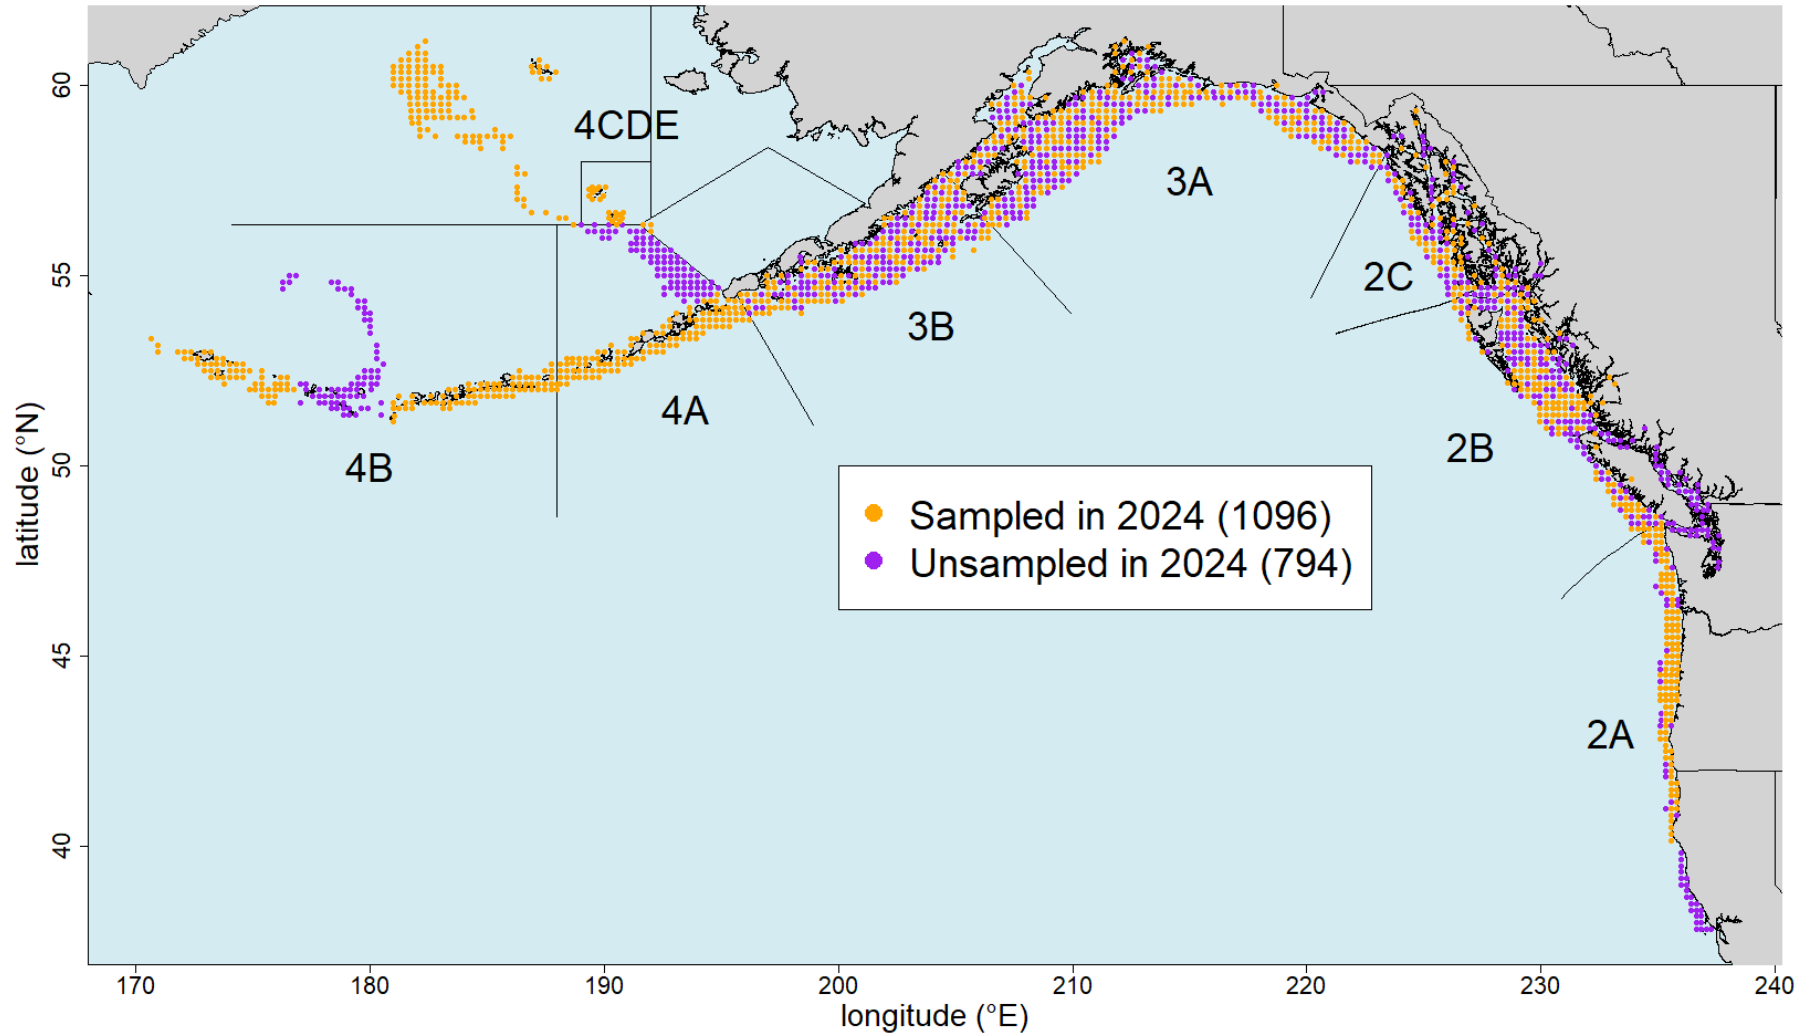 60
55
50
45
40
latitude (°N)
4CDE
3A
2C
3B
4A
2B
4B
Sampled in 2024 (1096)
Unsampled in 2024 (794)
2A
170 180 190 200 210 220 230 240
longitude (°E)